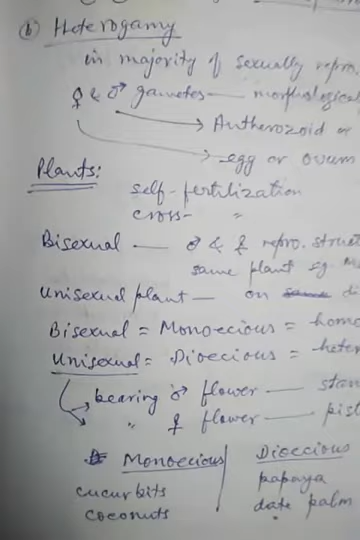 (b) Heterogamy
in majority of sexually repro.
♀ & ♂ gametes — morphological
→ Antherozoid or
→ egg or ovum
Plants:
self-fertilization
cross- "
Bisexual — ♂ & ♀ repro. struct
same plant eg
Unisexual plant — on same di
Bisexual = Monoecious = homo
Unisexual = Dioecious = heter
bearing ♂ flower — stam
" ♀ flower — pist
Monoecious Dioecious
cucurbits papaya
coconuts date palm